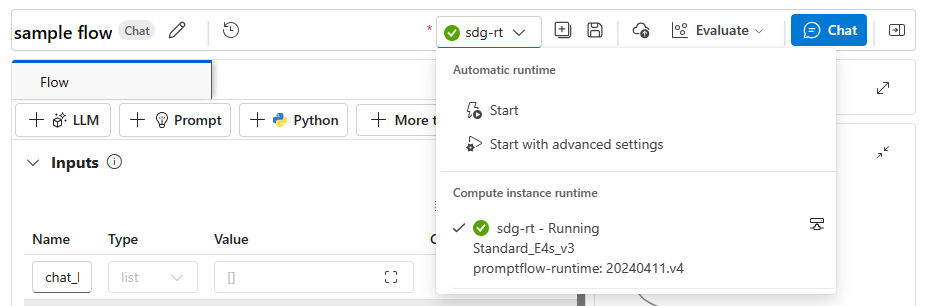 sample flow Chat * sdg-rt Evaluate Chat
Flow
Automatic runtime
Start
Start with advanced settings
+ LLM + Prompt + Python + More t
Inputs
Compute instance runtime
Name Type Value
sdg-rt - Running
Standard_E4s_v3
promptflow-runtime: 20240411.v4
chat_ list []